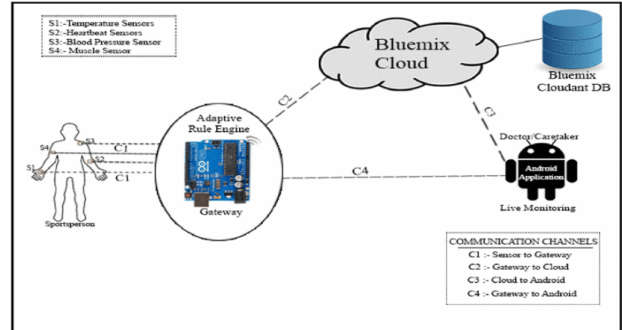 S1:-Temperature Sensors
S2:-Heartbeat Sensors
S3:-Blood Pressure Sensor
S4:- Muscle Sensor
Bluemix
Cloud
Bluemix
Cloudant DB
C2
C3
Adaptive
Rule Engine
Gateway
S3
S4
C1
S2
S1
C1
Sportsperson
C4
Doctor/Caretaker
Android
Application
Live Monitoring
COMMUNICATION CHANNELS
C1 :- Sensor to Gateway
C2 :- Gateway to Cloud
C3 :- Cloud to Android
C4 :- Gateway to Android